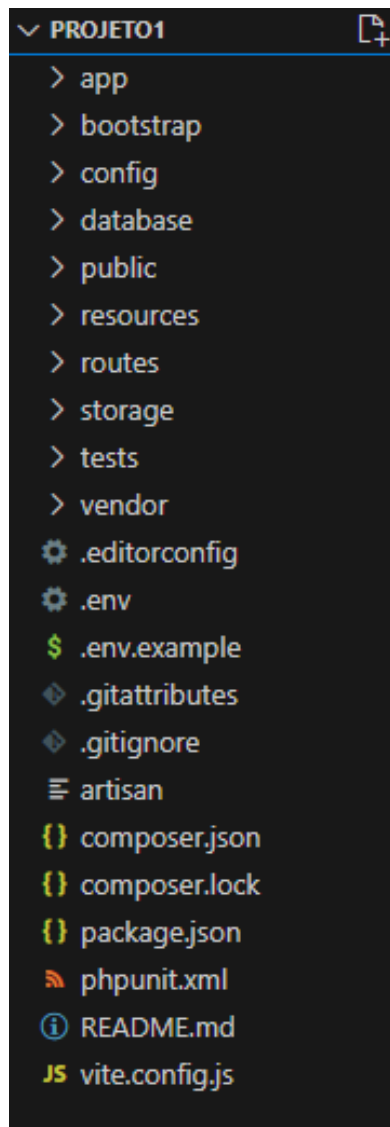 PROJETO1
app
bootstrap
config
database
public
resources
routes
storage
tests
vendor
.editorconfig
.env
$ .env.example
.gitattributes
.gitignore
artisan
{} composer.json
{} composer.lock
{} package.json
phpunit.xml
README.md
JS vite.config.js